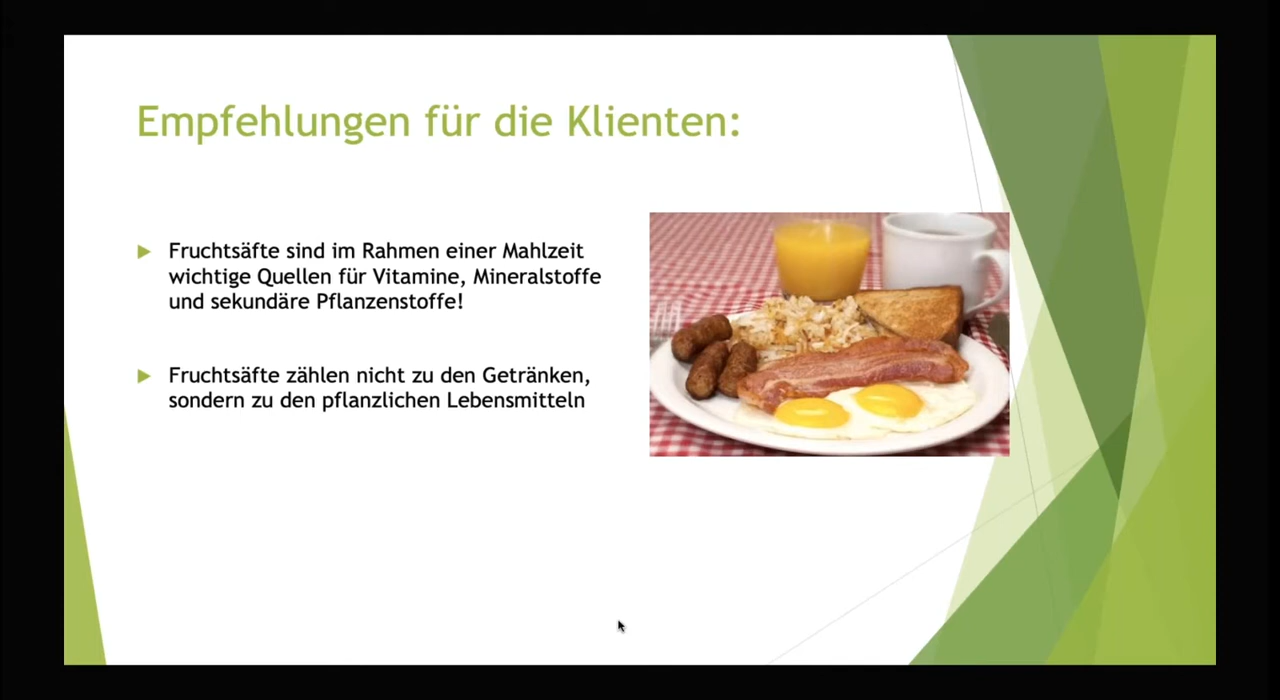 Empfehlungen für die Klienten:
Fruchtsäfte sind im Rahmen einer Mahlzeit
wichtige Quellen für Vitamine, Mineralstoffe
und sekundäre Pflanzenstoffe!
Fruchtsäfte zählen nicht zu den Getränken,
sondern zu den pflanzlichen Lebensmitteln